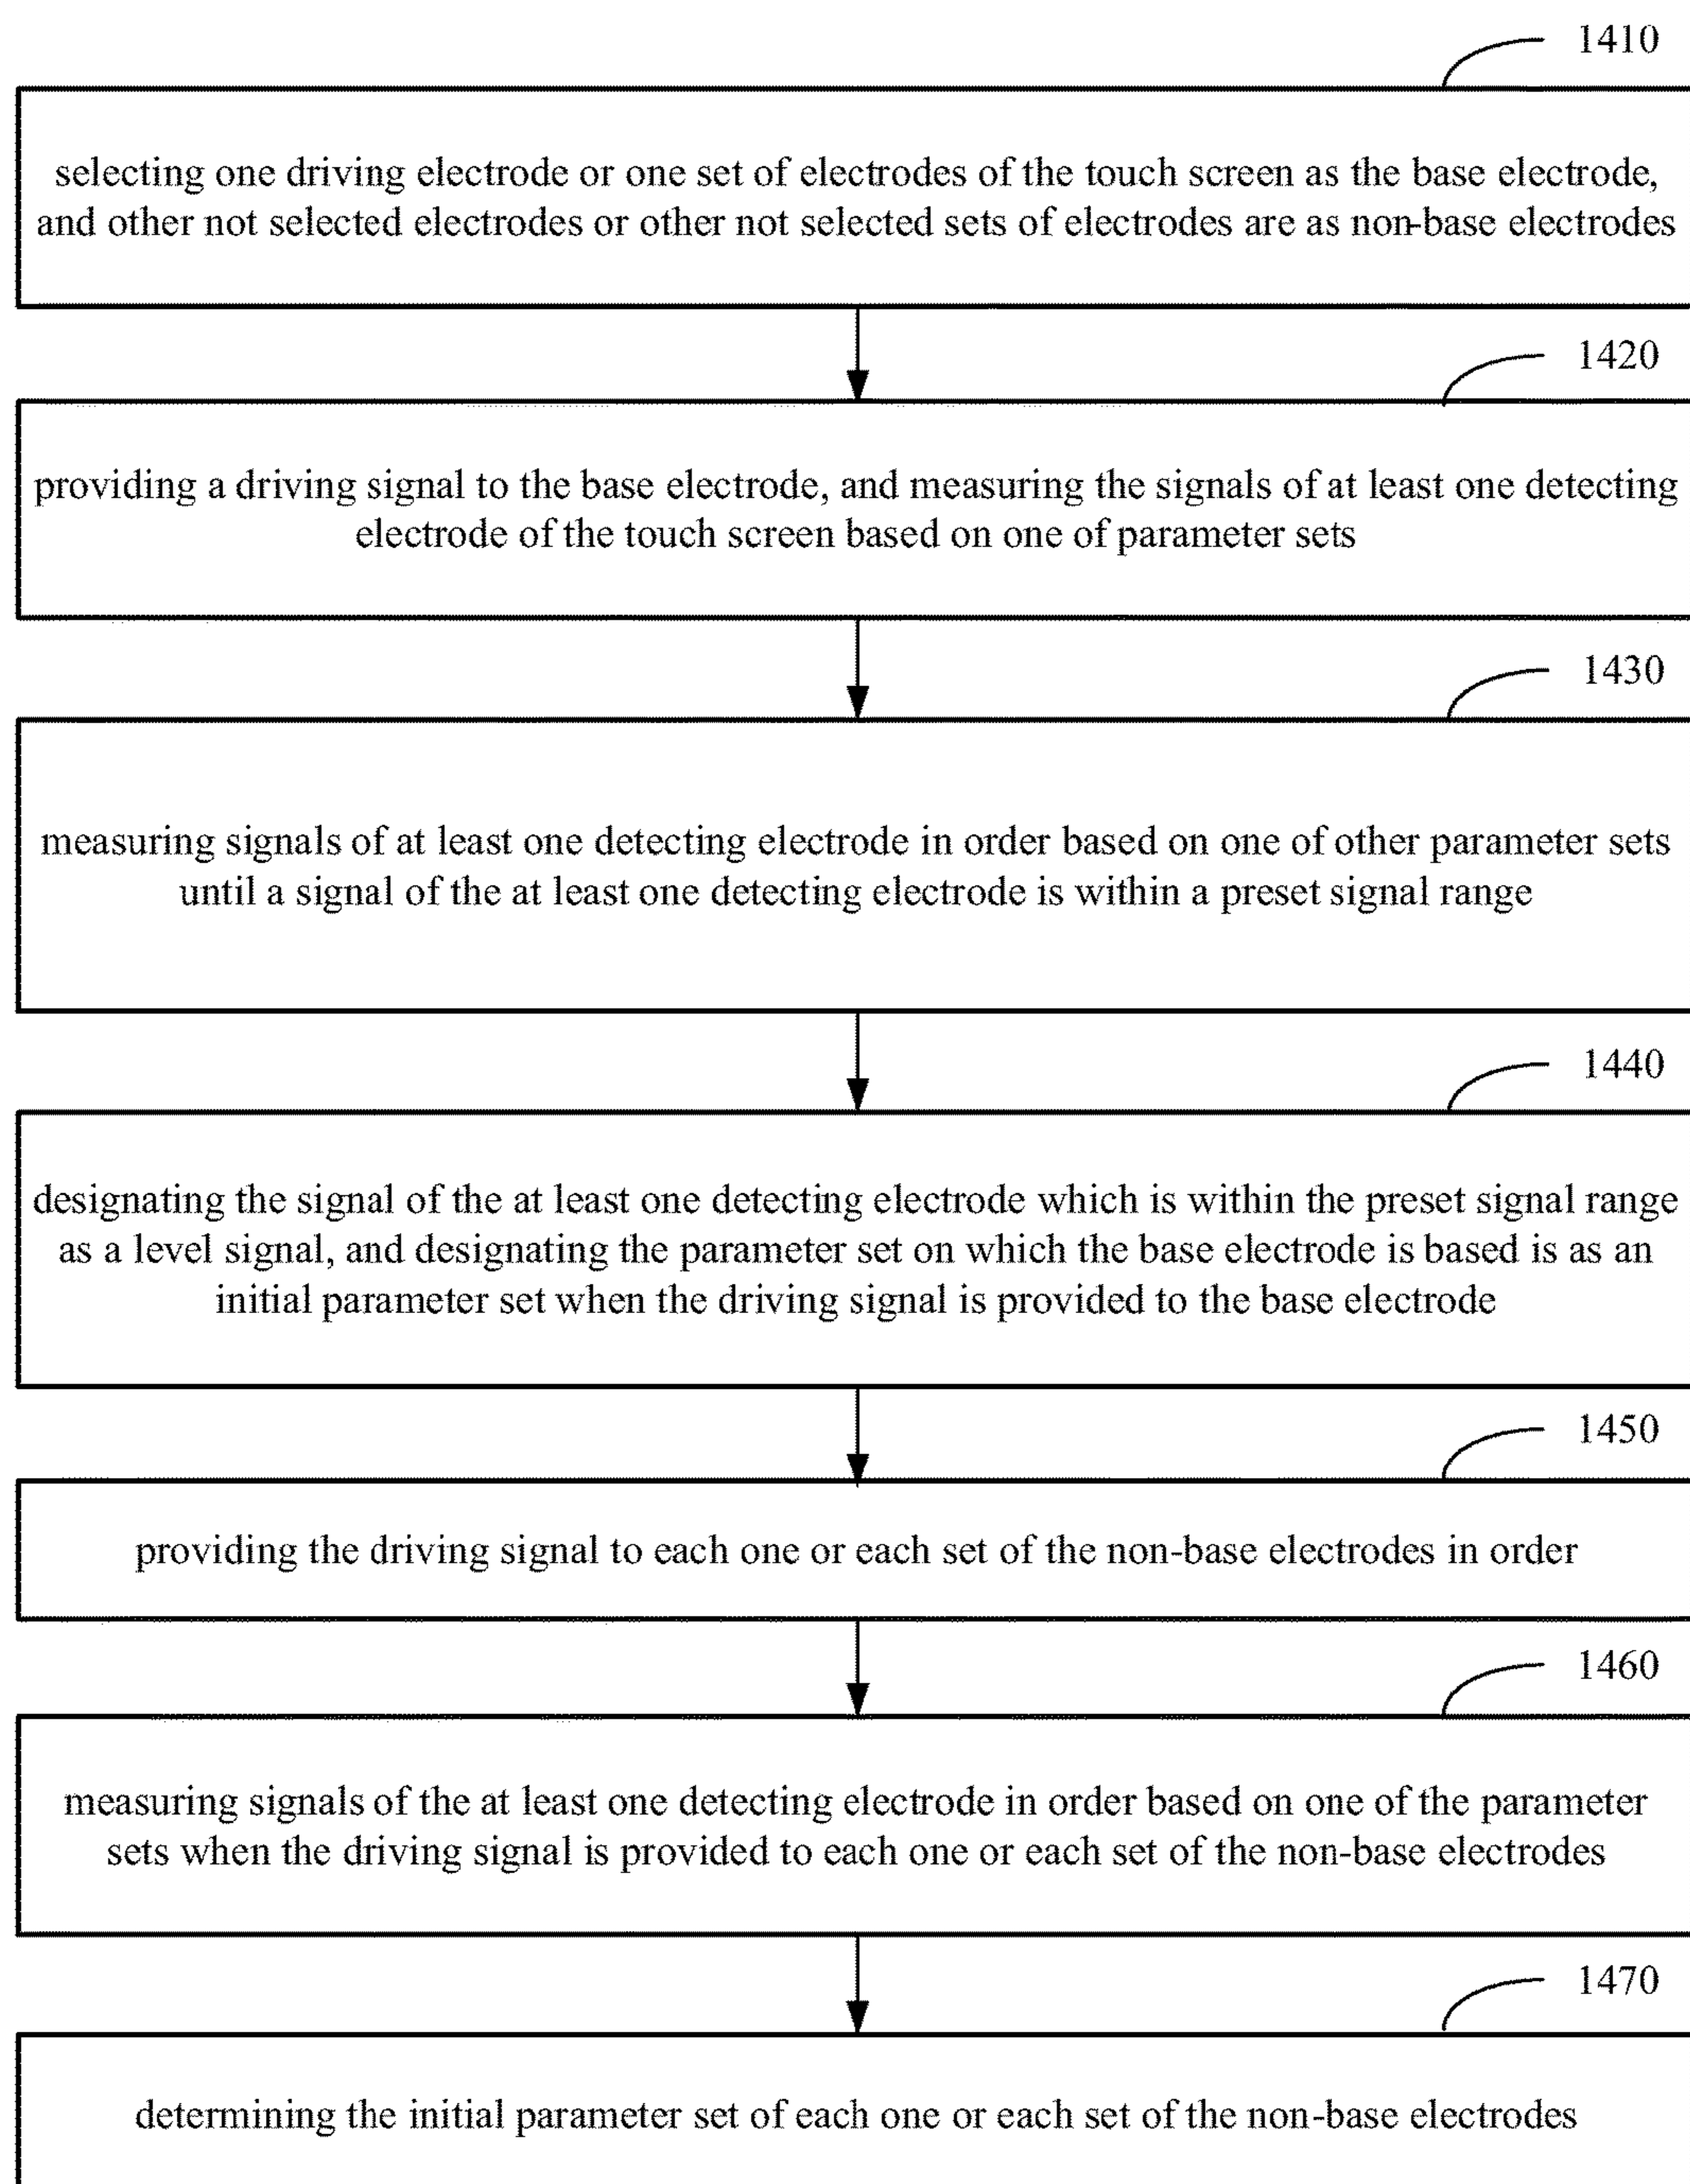 1410
selecting one driving electrode or one set of electrodes of the touch screen as the base electrode,
and other not selected electrodes or other not selected sets of electrodes are as non-base electrodes
1420
providing a driving signal to the base electrode, and measuring the signals of at least one detecting
electrode of the touch screen based on one of parameter sets
1430
measuring signals of at least one detecting electrode in order based on one of other parameter sets
until a signal of the at least one detecting electrode is within a preset signal range
1440
designating the signal of the at least one detecting electrode which is within the preset signal range
as a level signal, and designating the parameter set on which the base electrode is based is as an
initial parameter set when the driving signal is provided to the base electrode
1450
providing the driving signal to each one or each set of the non-base electrodes in order
1460
measuring signals of the at least one detecting electrode in order based on one of the parameter
sets when the driving signal is provided to each one or each set of the non-base electrodes
1470
determining the initial parameter set of each one or each set of the non-base electrodes